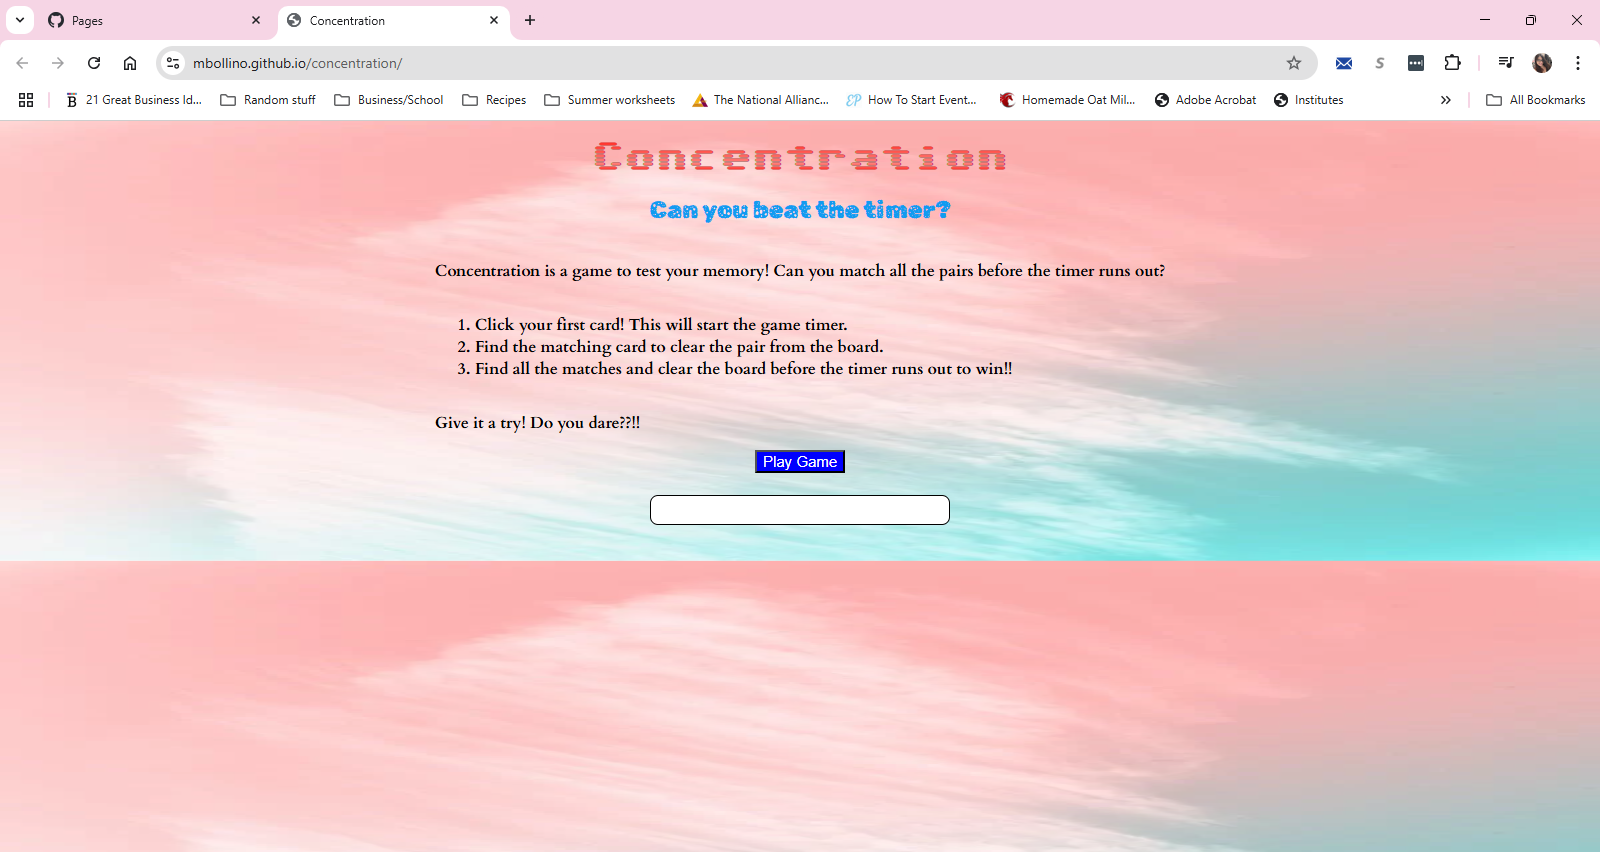 Pages
Concentration
mbollino.github.io/concentration/
21 Great Business Id...
Random stuff
Business/School
Recipes
Summer worksheets
The National Allianc...
How To Start Event...
Homemade Oat Mil...
Adobe Acrobat
Institutes
All Bookmarks
Concentration
Can you beat the timer?
Concentration is a game to test your memory! Can you match all the pairs before the timer runs out?
1. Click your first card! This will start the game timer.
2. Find the matching card to clear the pair from the board.
3. Find all the matches and clear the board before the timer runs out to win!!
Give it a try! Do you dare??!!
Play Game